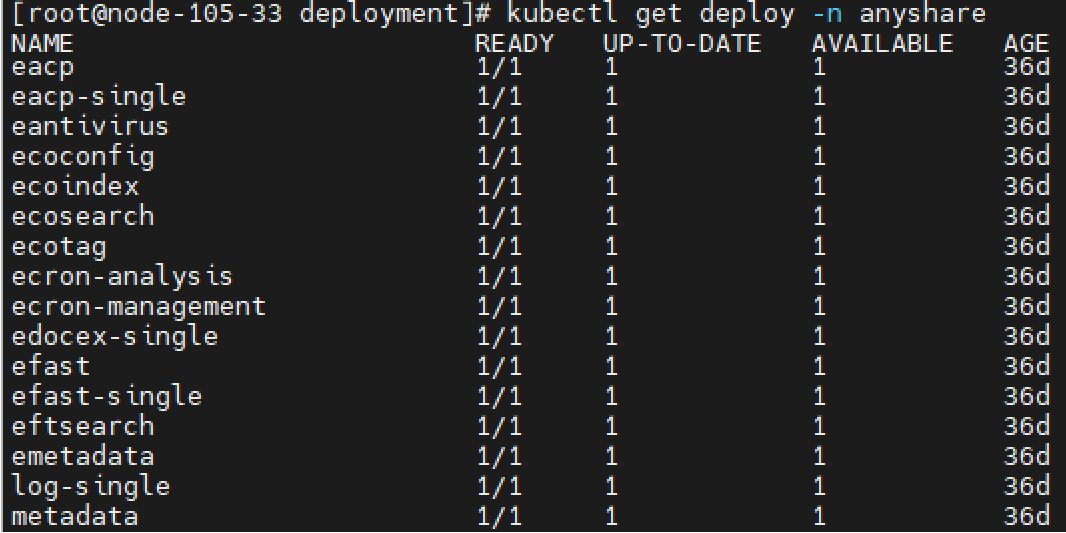 [root@node-105-33 deployment]# kubectl get deploy -n anyshare
NAME READY UP-TO-DATE AVAILABLE AGE
eacp 1/1 1 1 36d
eacp-single 1/1 1 1 36d
eantivirus 1/1 1 1 36d
ecoconfig 1/1 1 1 36d
ecoindex 1/1 1 1 36d
ecosearch 1/1 1 1 36d
ecotag 1/1 1 1 36d
ecron-analysis 1/1 1 1 36d
ecron-management 1/1 1 1 36d
edocex-single 1/1 1 1 36d
efast 1/1 1 1 36d
efast-single 1/1 1 1 36d
eftsearch 1/1 1 1 36d
emetadata 1/1 1 1 36d
log-single 1/1 1 1 36d
metadata 1/1 1 1 36d